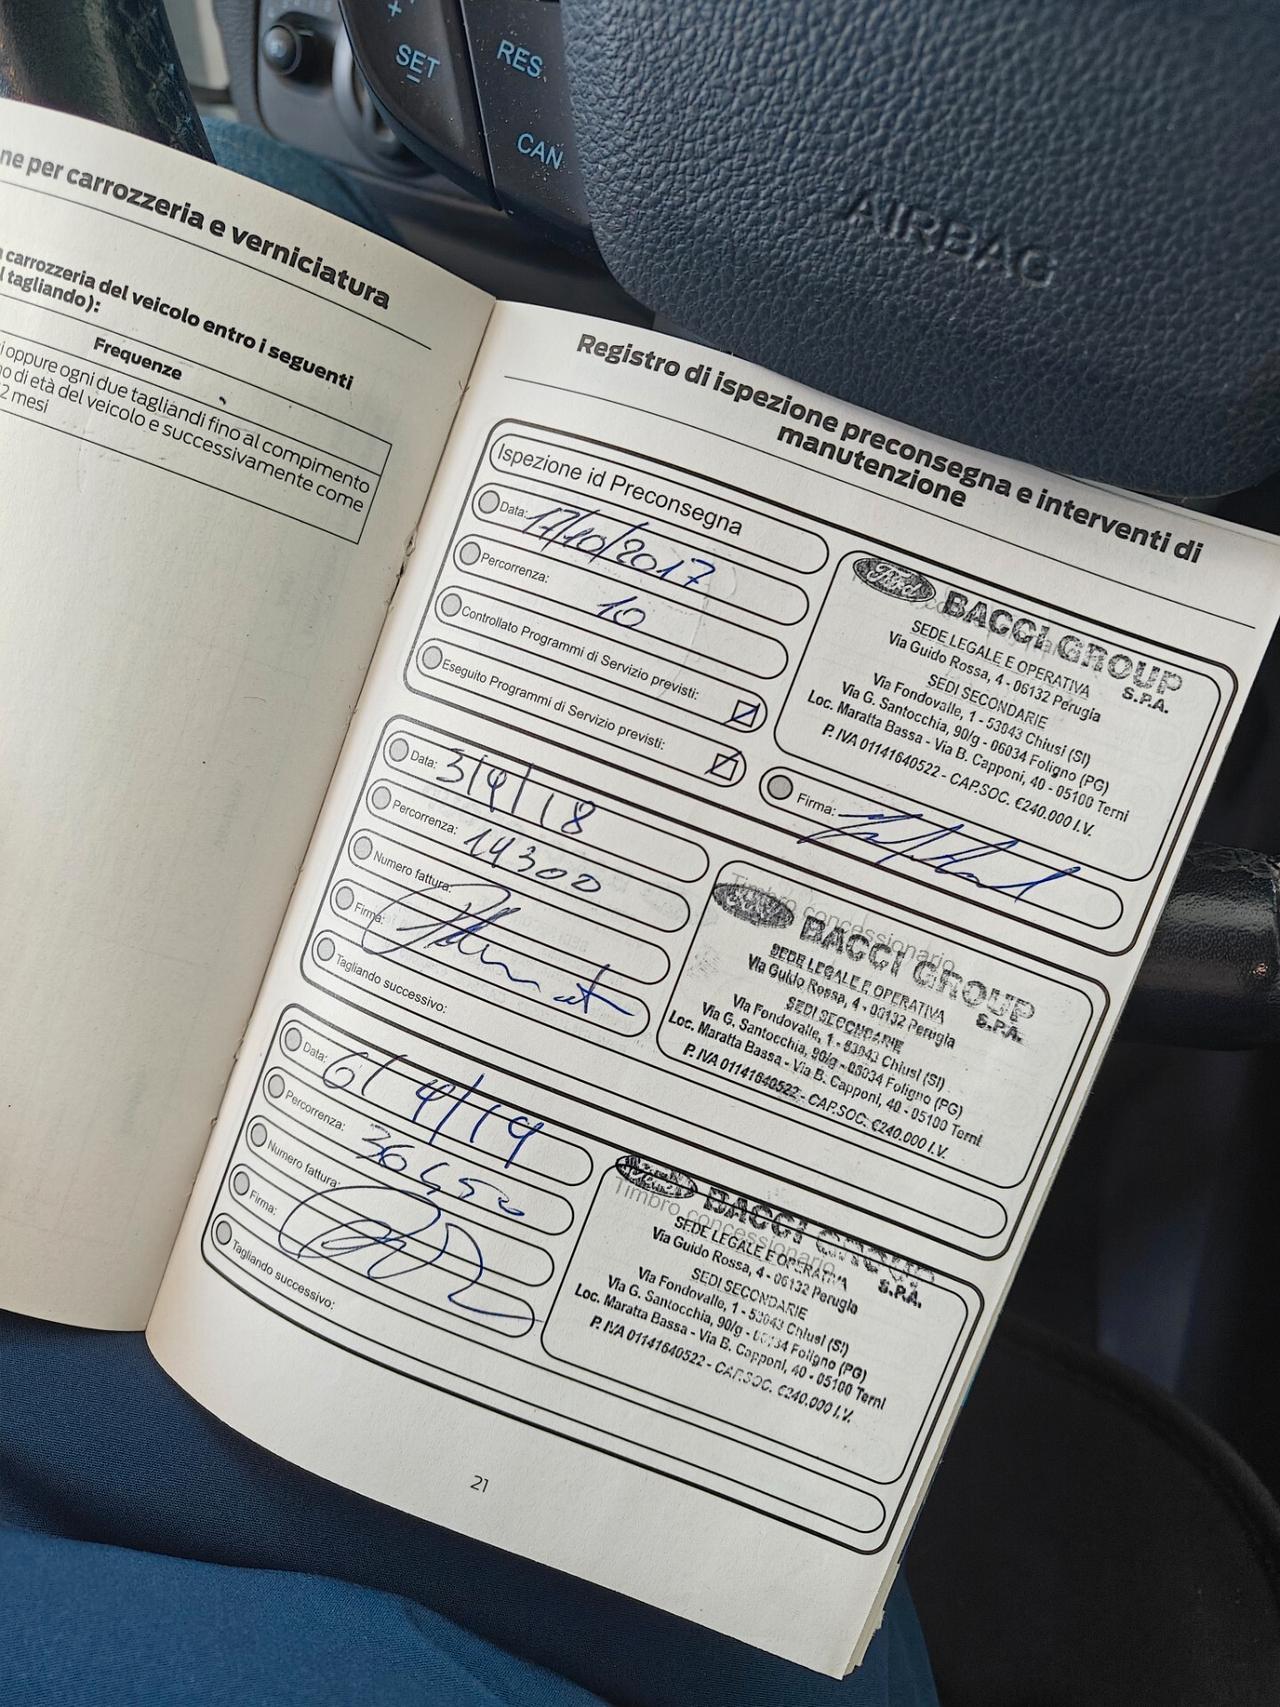 +
SET
RES
CAN
AIRBAG
ne per carrozzeria e verniciatura
carrozzeria del veicolo entro i seguenti
l tagliando):
Frequenze
i oppure ogni due tagliandi fino al compimento
no di età del veicolo e successivamente come
2 mesi
Registro di ispezione preconsegna e interventi di
manutenzione
Ispezione id Preconsegna
Data: 17/10/2017
Percorrenza: 10
Controllato Programmi di Servizio previsti:
Eseguito Programmi di Servizio previsti:
Ford BACCI GROUP
S.P.A.
SEDE LEGALE E OPERATIVA
Via Guido Rossa, 4 - 06132 Perugia
SEDI SECONDARIE
Via Fondovalle, 1 - 53043 Chiusi (SI)
Via G. Santocchia, 90/g - 06034 Foligno (PG)
Loc. Maratta Bassa - Via B. Capponi, 40 - 05100 Terni
P. IVA 01141640522 - CAP.SOC. €240.000 I.V.
Firma:
Data: 3/4/18
Percorrenza: 14300
Numero fattura:
Firma:
Tagliando successivo:
Timbro concessionario
BACCI GROUP
S.P.A.
SEDE LEGALE E OPERATIVA
Via Guido Rossa, 4 - 06132 Perugia
SEDI SECONDARIE
Via Fondovalle, 1 - 53043 Chiusi (SI)
Via G. Santocchia, 90/g - 06034 Foligno (PG)
Loc. Maratta Bassa - Via B. Capponi, 40 - 05100 Terni
P. IVA 01141640522 - CAP.SOC. €240.000 I.V.
Data: 6/4/19
Percorrenza: 36450
Numero fattura:
Firma:
Tagliando successivo:
Timbro concessionario
BACCI GROUP
S.P.A.
SEDE LEGALE E OPERATIVA
Via Guido Rossa, 4 - 06132 Perugia
SEDI SECONDARIE
Via Fondovalle, 1 - 53043 Chiusi (SI)
Via G. Santocchia, 90/g - 06034 Foligno (PG)
Loc. Maratta Bassa - Via B. Capponi, 40 - 05100 Terni
P. IVA 01141640522 - CAP.SOC. €240.000 I.V.
21